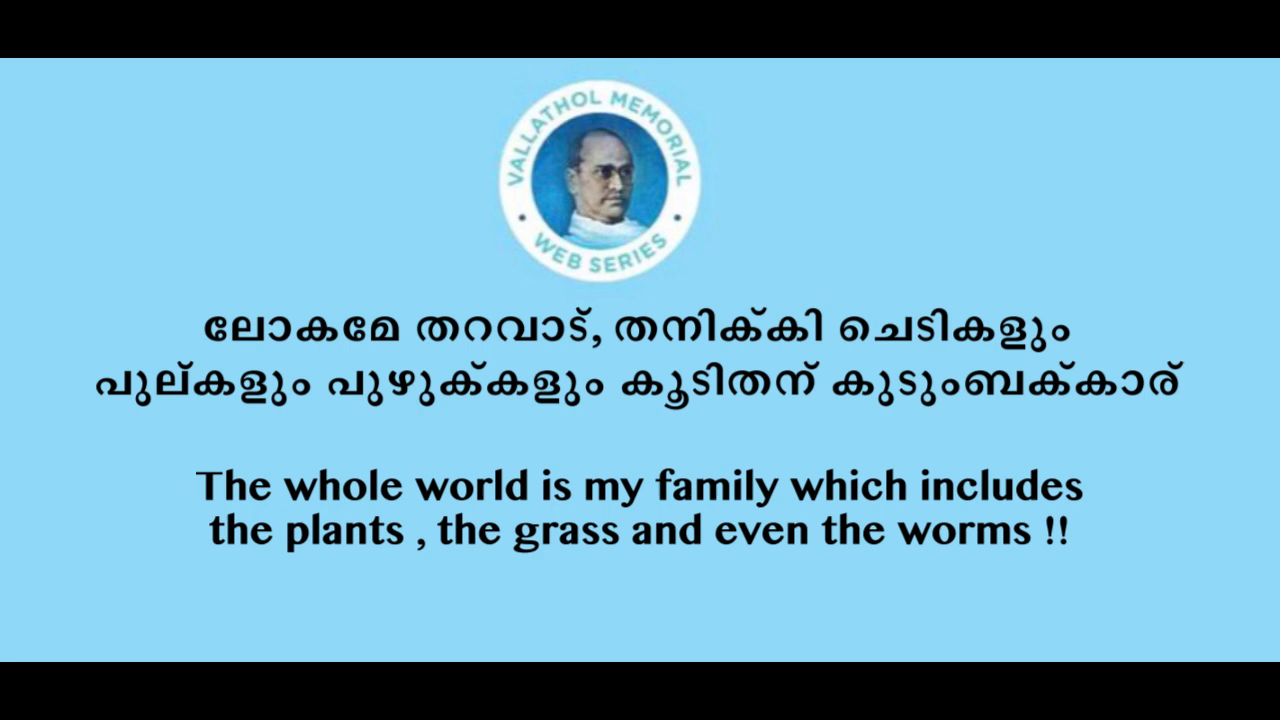 VALLATHOL MEMORIAL
WEB SERIES
ലോകമേ തറവാട്, തനിക്കി ചെടികളും
പുല്കളും പുഴുക്കളും കൂടിതന് കുടുംബക്കാര്
The whole world is my family which includes
the plants , the grass and even the worms !!